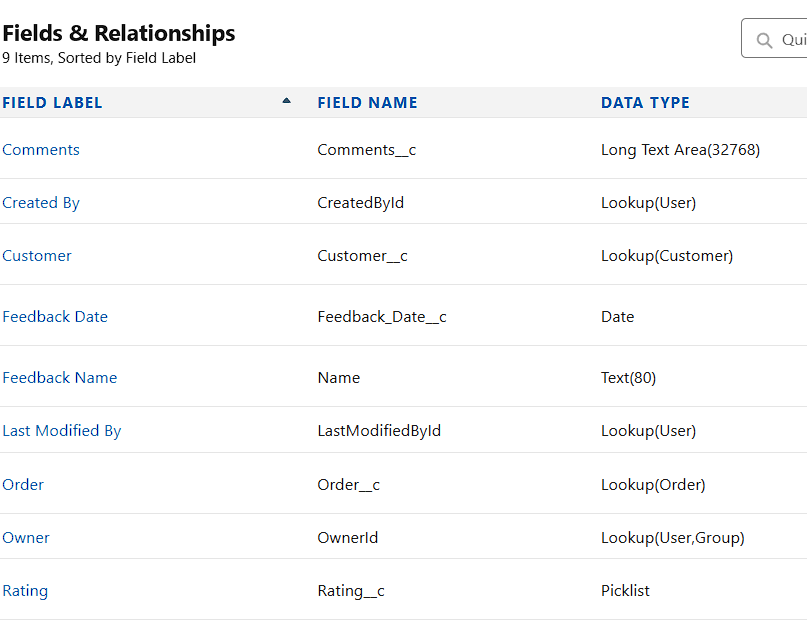 Fields & Relationships
9 Items, Sorted by Field Label
Qui
FIELD LABEL FIELD NAME DATA TYPE
Comments Comments__c Long Text Area(32768)
Created By CreatedById Lookup(User)
Customer Customer__c Lookup(Customer)
Feedback Date Feedback_Date__c Date
Feedback Name Name Text(80)
Last Modified By LastModifiedById Lookup(User)
Order Order__c Lookup(Order)
Owner OwnerId Lookup(User,Group)
Rating Rating__c Picklist